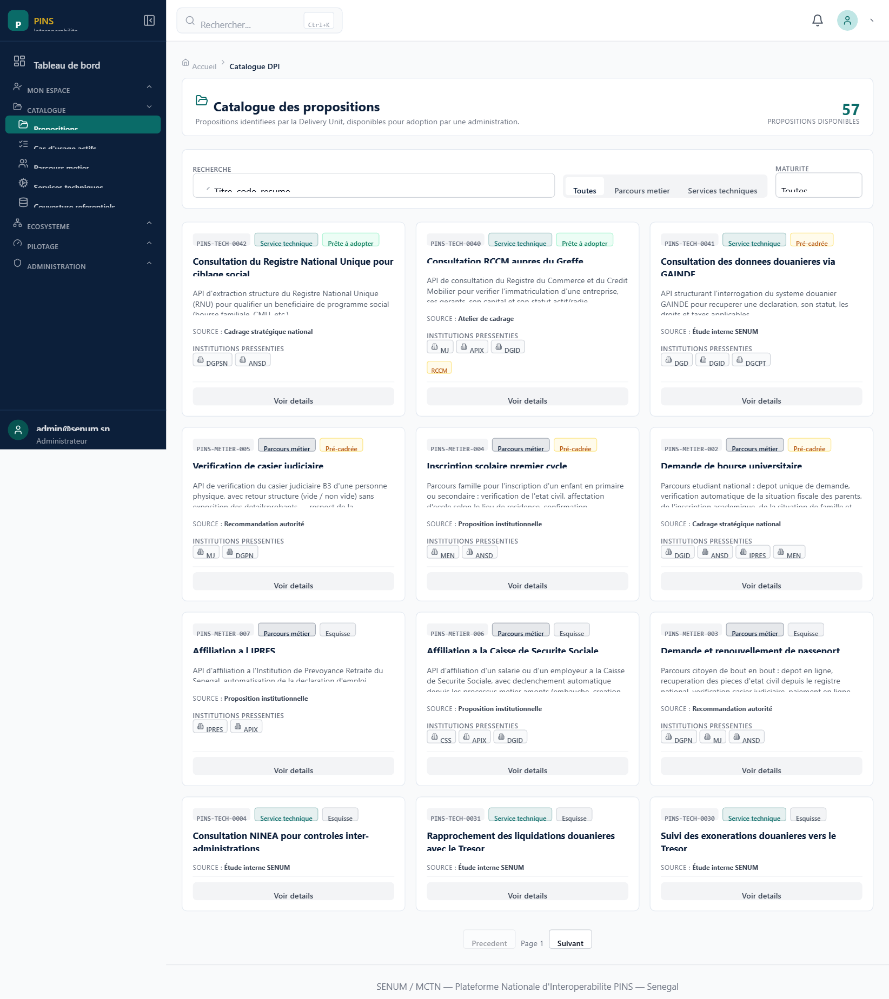 P
PINS
Interoperabilite
Rechercher...
Ctrl+K
Tableau de bord
MON ESPACE
CATALOGUE
Propositions
Cas d'usage actifs
Parcours metier
Services techniques
Couverture referentiels
ECOSYSTEME
PILOTAGE
ADMINISTRATION
admin@senum.sn
Administrateur
Accueil
Catalogue DPI
Catalogue des propositions
Propositions identifiees par la Delivery Unit, disponibles pour adoption par une administration.
57
PROPOSITIONS DISPONIBLES
RECHERCHE
Titre, code, resume...
Toutes
Parcours metier
Services techniques
MATURITE
Toutes
PINS-TECH-0042 Service technique Prête à adopter
Consultation du Registre National Unique pour
ciblage social
API d'extraction structure du Registre National Unique
(RNU) pour qualifier un beneficiaire de programme social
(bourse familiale, CMU, etc.)
SOURCE : Cadrage stratégique national
INSTITUTIONS PRESSENTIES
DGPSN ANSD
Voir details
PINS-TECH-0040 Service technique Prête à adopter
Consultation RCCM aupres du Greffe
API de consultation du Registre du Commerce et du Credit
Mobilier pour verifier l'immatriculation d'une entreprise,
ses gerants, son capital et son statut actif/radie.
SOURCE : Atelier de cadrage
INSTITUTIONS PRESSENTIES
MJ APIX DGID
RCCM
Voir details
PINS-TECH-0041 Service technique Pré-cadrée
Consultation des donnees douanieres via
GAINDE
API structurant l'interrogation du systeme douanier
GAINDE pour recuperer une declaration, son statut, les
droits et taxes applicables.
SOURCE : Étude interne SENUM
INSTITUTIONS PRESSENTIES
DGD DGID DGCPT
Voir details
PINS-METIER-005 Parcours métier Pré-cadrée
Verification de casier judiciaire
API de verification du casier judiciaire B3 d'une personne
physique, avec retour structure (vide / non vide) sans
exposition des detailsprobants — respect de la
SOURCE : Recommandation autorité
INSTITUTIONS PRESSENTIES
MJ DGPN
Voir details
PINS-METIER-004 Parcours métier Pré-cadrée
Inscription scolaire premier cycle
Parcours famille pour l'inscription d'un enfant en primaire
ou secondaire : verification de l'etat civil, affectation
d'ecole selon le lieu de residence, confirmation
SOURCE : Proposition institutionnelle
INSTITUTIONS PRESSENTIES
MEN ANSD
Voir details
PINS-METIER-002 Parcours métier Pré-cadrée
Demande de bourse universitaire
Parcours etudiant national : depot unique de demande,
verification automatique de la situation fiscale des parents,
de l'inscription academique, de la situation de famille et
SOURCE : Cadrage stratégique national
INSTITUTIONS PRESSENTIES
DGID ANSD IPRES MEN
Voir details
PINS-METIER-007 Parcours métier Esquisse
Affiliation a l IPRES
API d'affiliation a l'Institution de Prevoyance Retraite du
Senegal, automatisation de la declaration d'emploi.
SOURCE : Proposition institutionnelle
INSTITUTIONS PRESSENTIES
IPRES APIX
Voir details
PINS-METIER-006 Parcours métier Esquisse
Affiliation a la Caisse de Securite Sociale
API d'affiliation d'un salarie ou d'un employeur a la Caisse
de Securite Sociale, avec declenchement automatique
depuis les processus metier amonts (embauche, creation
SOURCE : Proposition institutionnelle
INSTITUTIONS PRESSENTIES
CSS APIX DGID
Voir details
PINS-METIER-003 Parcours métier Esquisse
Demande et renouvellement de passeport
Parcours citoyen de bout en bout : depot en ligne,
recuperation des pieces d'etat civil depuis le registre
national, verification casier judiciaire, paiement en ligne
SOURCE : Recommandation autorité
INSTITUTIONS PRESSENTIES
DGPN MJ ANSD
Voir details
PINS-TECH-0004 Service technique Esquisse
Consultation NINEA pour controles inter-
administrations
SOURCE : Étude interne SENUM
Voir details
PINS-TECH-0031 Service technique Esquisse
Rapprochement des liquidations douanieres
avec le Tresor
SOURCE : Étude interne SENUM
Voir details
PINS-TECH-0030 Service technique Esquisse
Suivi des exonerations douanieres vers le
Tresor
SOURCE : Étude interne SENUM
Voir details
Precedent
Page 1
Suivant
SENUM / MCTN — Plateforme Nationale d'Interoperabilite PINS — Senegal